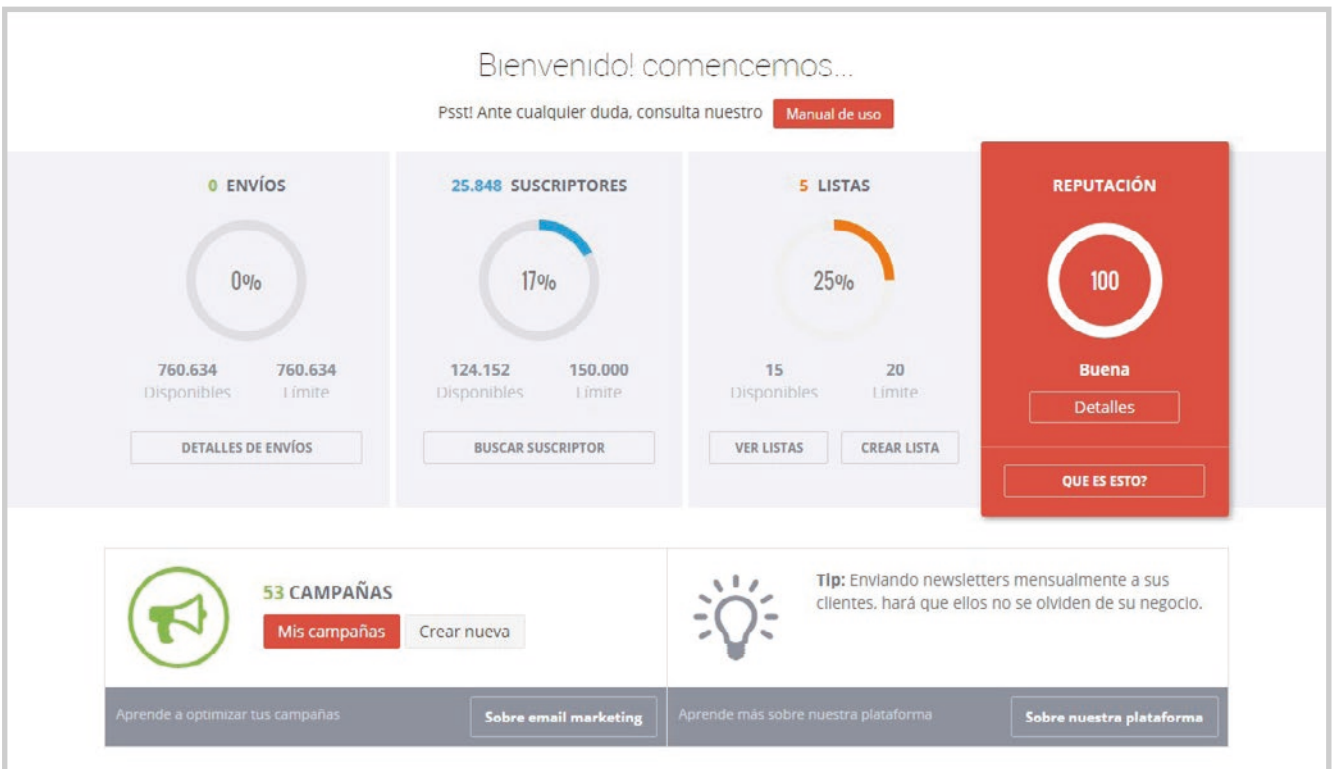 Bienvenido! comencemos...
Psst! Ante cualquier duda, consulta nuestro Manual de uso
0 ENVÍOS
0%
760.634 760.634
Disponibles Límite
DETALLES DE ENVÍOS
25.848 SUSCRIPTORES
17%
124.152 150.000
Disponibles Límite
BUSCAR SUSCRIPTOR
5 LISTAS
25%
15 20
Disponibles Límite
VER LISTAS CREAR LISTA
REPUTACIÓN
100
Buena
Detalles
QUE ES ESTO?
53 CAMPAÑAS
Mis campañas Crear nueva
Aprende a optimizar tus campañas Sobre email marketing
Tip: Enviando newsletters mensualmente a sus
clientes. hará que ellos no se olviden de su negocio.
Aprende más sobre nuestra plataforma Sobre nuestra plataforma